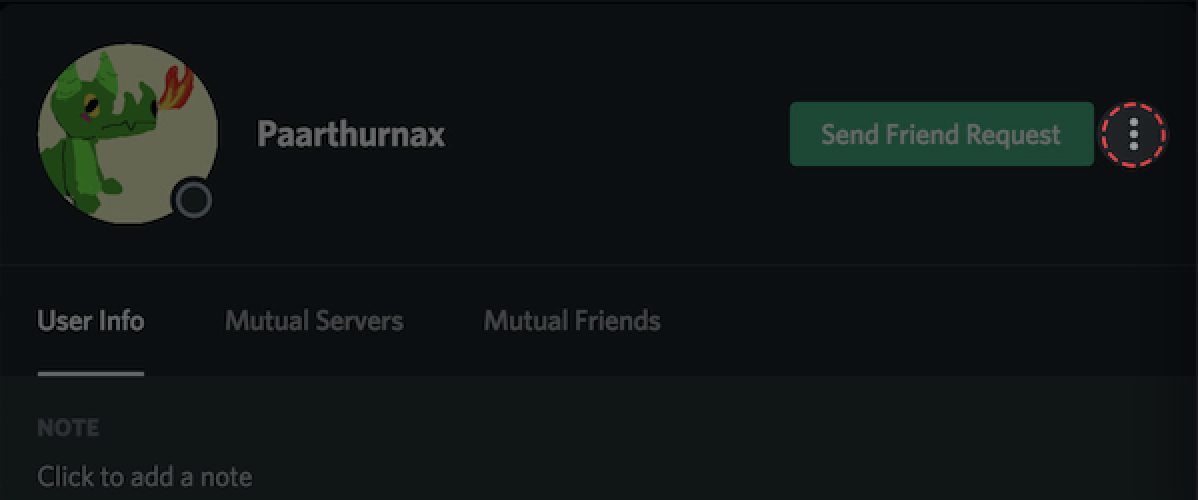 Paarthurnax
Send Friend Request
User Info
Mutual Servers
Mutual Friends
NOTE
Click to add a note